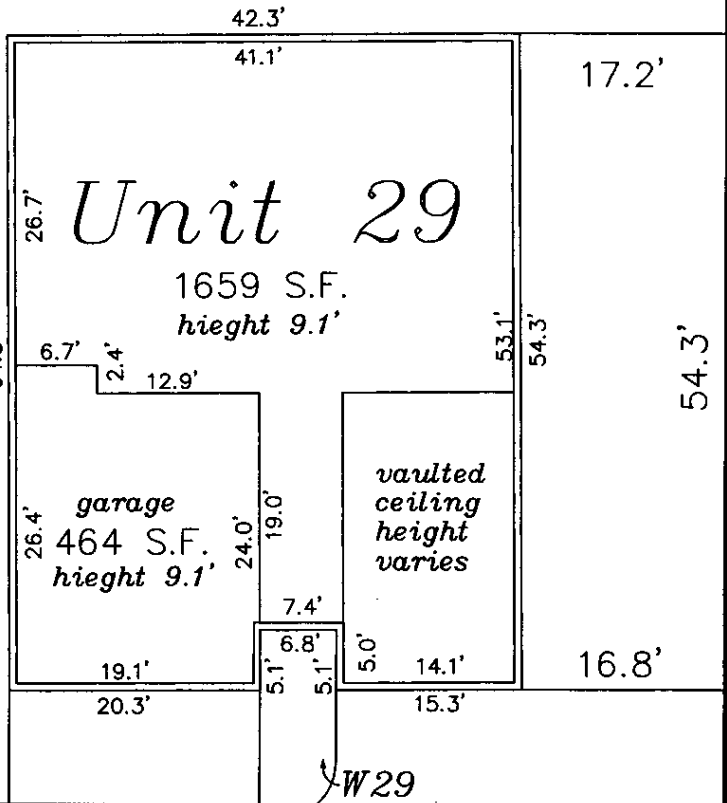 42.3'
41.1'
17.2'
26.7'
Unit 29
1659 S.F.
hieght 9.1'
53.1'
54.3'
54.3'
6.7'
2.4'
12.9'
garage
464 S.F.
hieght 9.1'
26.4'
24.0'
19.0'
vaulted
ceiling
height
varies
7.4'
6.8'
5.1'
5.1'
5.0'
19.1'
14.1'
16.8'
20.3'
15.3'
W29